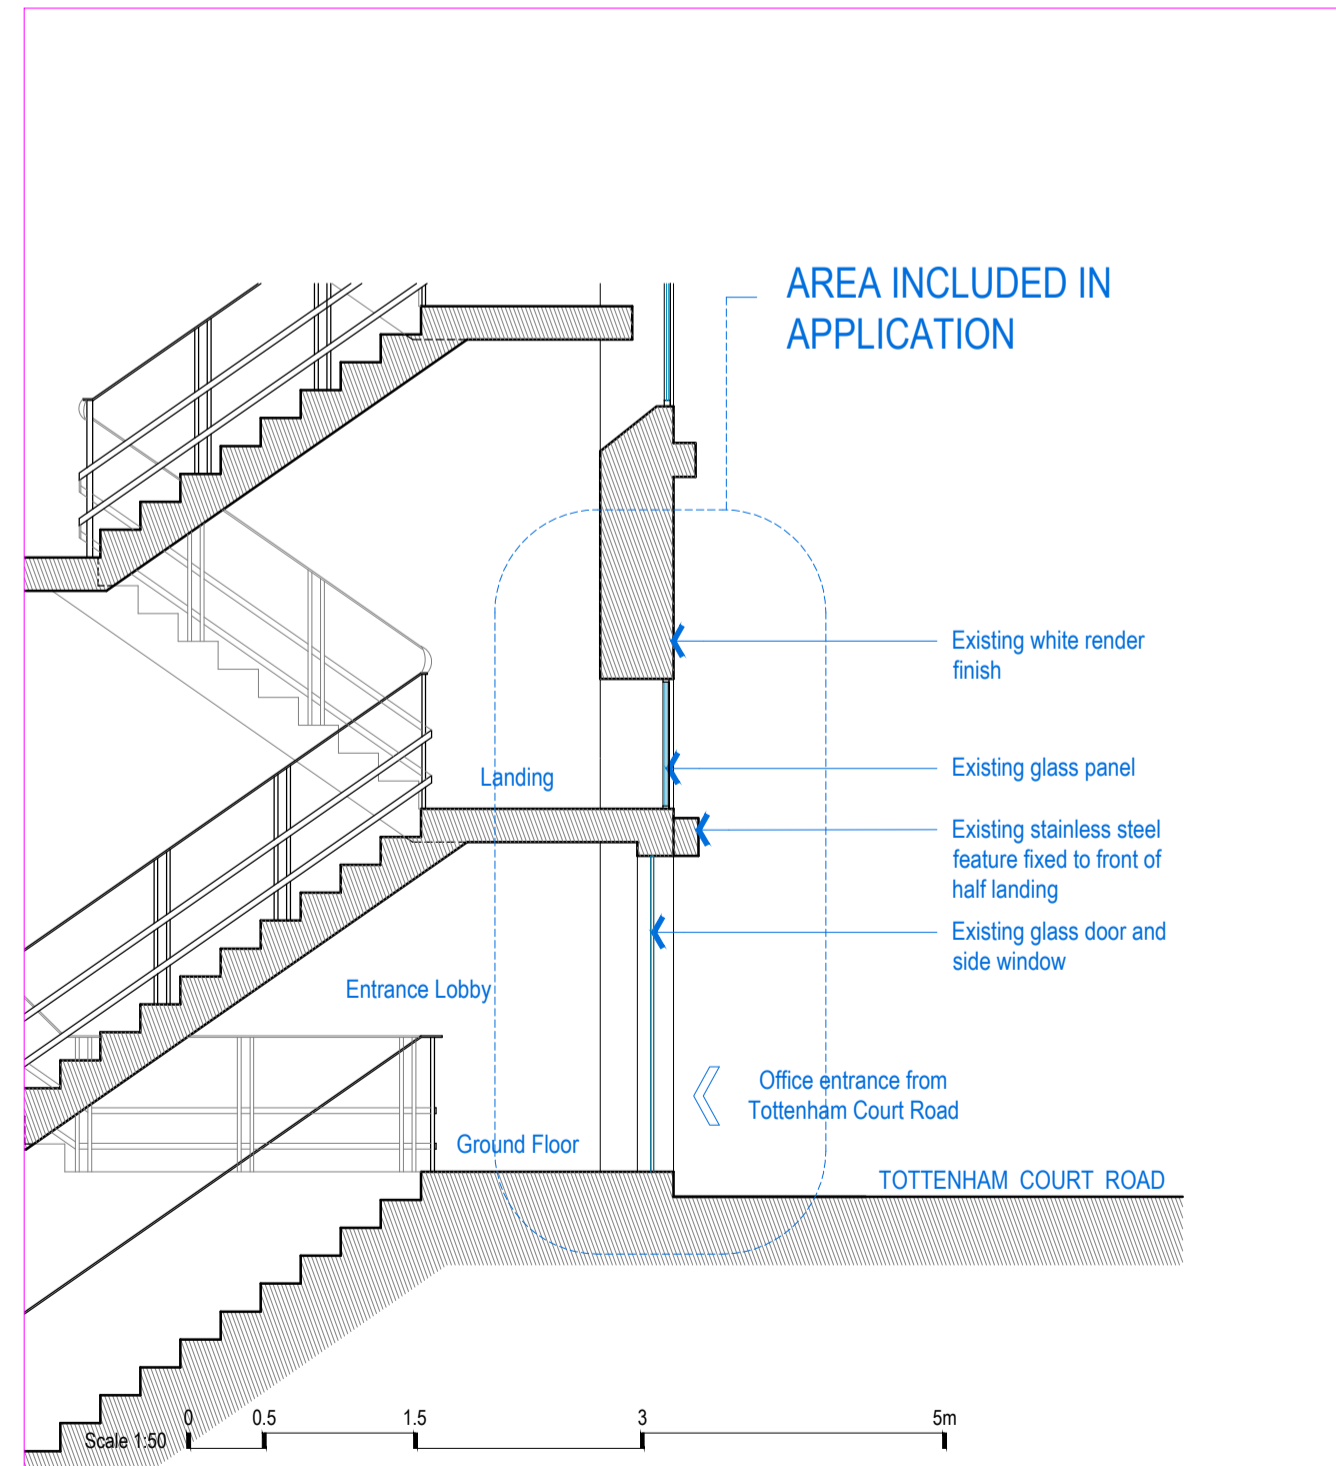 AREA INCLUDED IN
APPLICATION
Existing white render
finish
Landing
Existing glass panel
Existing stainless steel
feature fixed to front of
half landing
Existing glass door and
side window
Entrance Lobby
Office entrance from
Tottenham Court Road
Ground Floor
TOTTENHAM COURT ROAD
0 0.5 1.5 3 5m
Scale 1:50